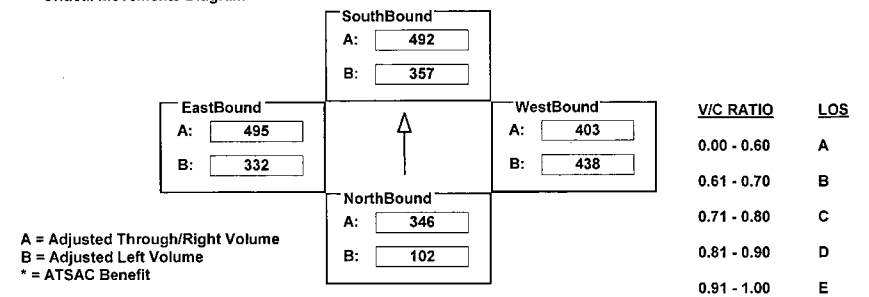 SouthBound
A: 492
B: 357
EastBound
A: 495
B: 332
WestBound
A: 403
B: 438
NorthBound
A: 346
B: 102
A = Adjusted Through/Right Volume
B = Adjusted Left Volume
* = ATSAC Benefit
V/C RATIO LOS
0.00 - 0.60 A
0.61 - 0.70 B
0.71 - 0.80 C
0.81 - 0.90 D
0.91 - 1.00 E